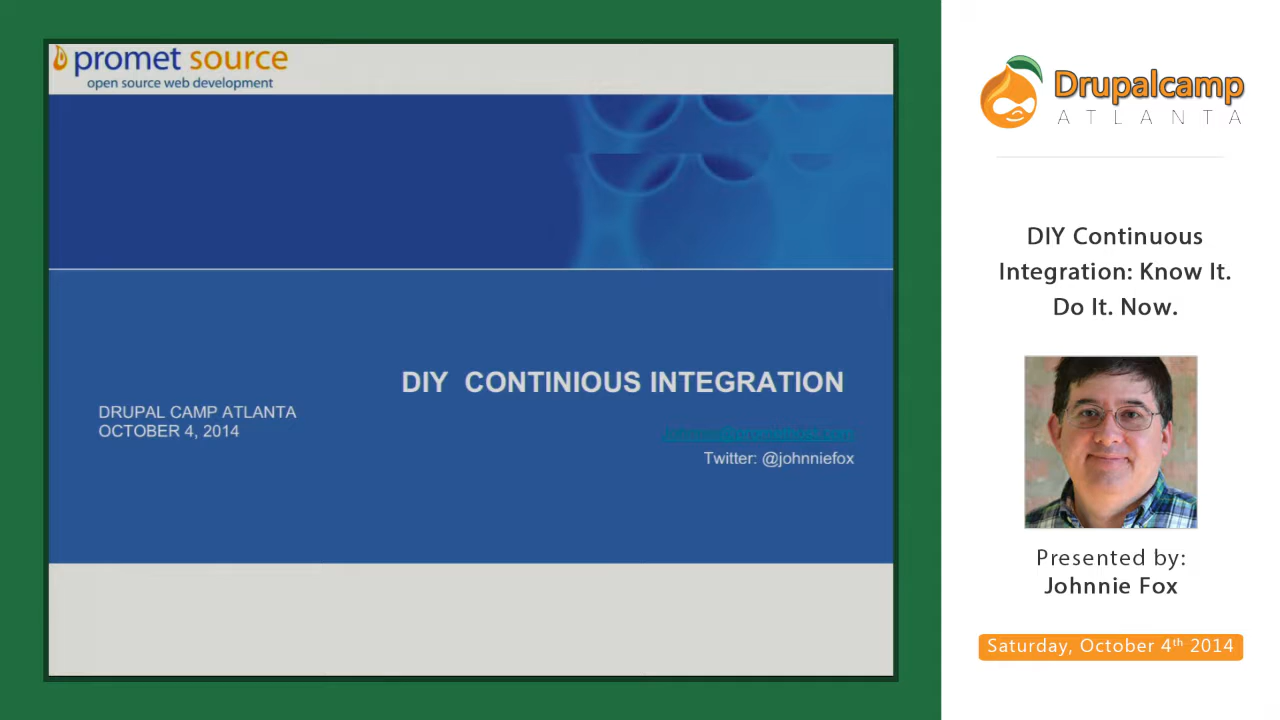 promet source
open source web development
DIY  CONTINIOUS INTEGRATION
DRUPAL CAMP ATLANTA
OCTOBER 4, 2014
Twitter: @johnniefox
Drupalcamp
ATLANTA
DIY Continuous
Integration: Know It.
Do It. Now.
Presented by:
Johnnie Fox
Saturday, October 4th 2014